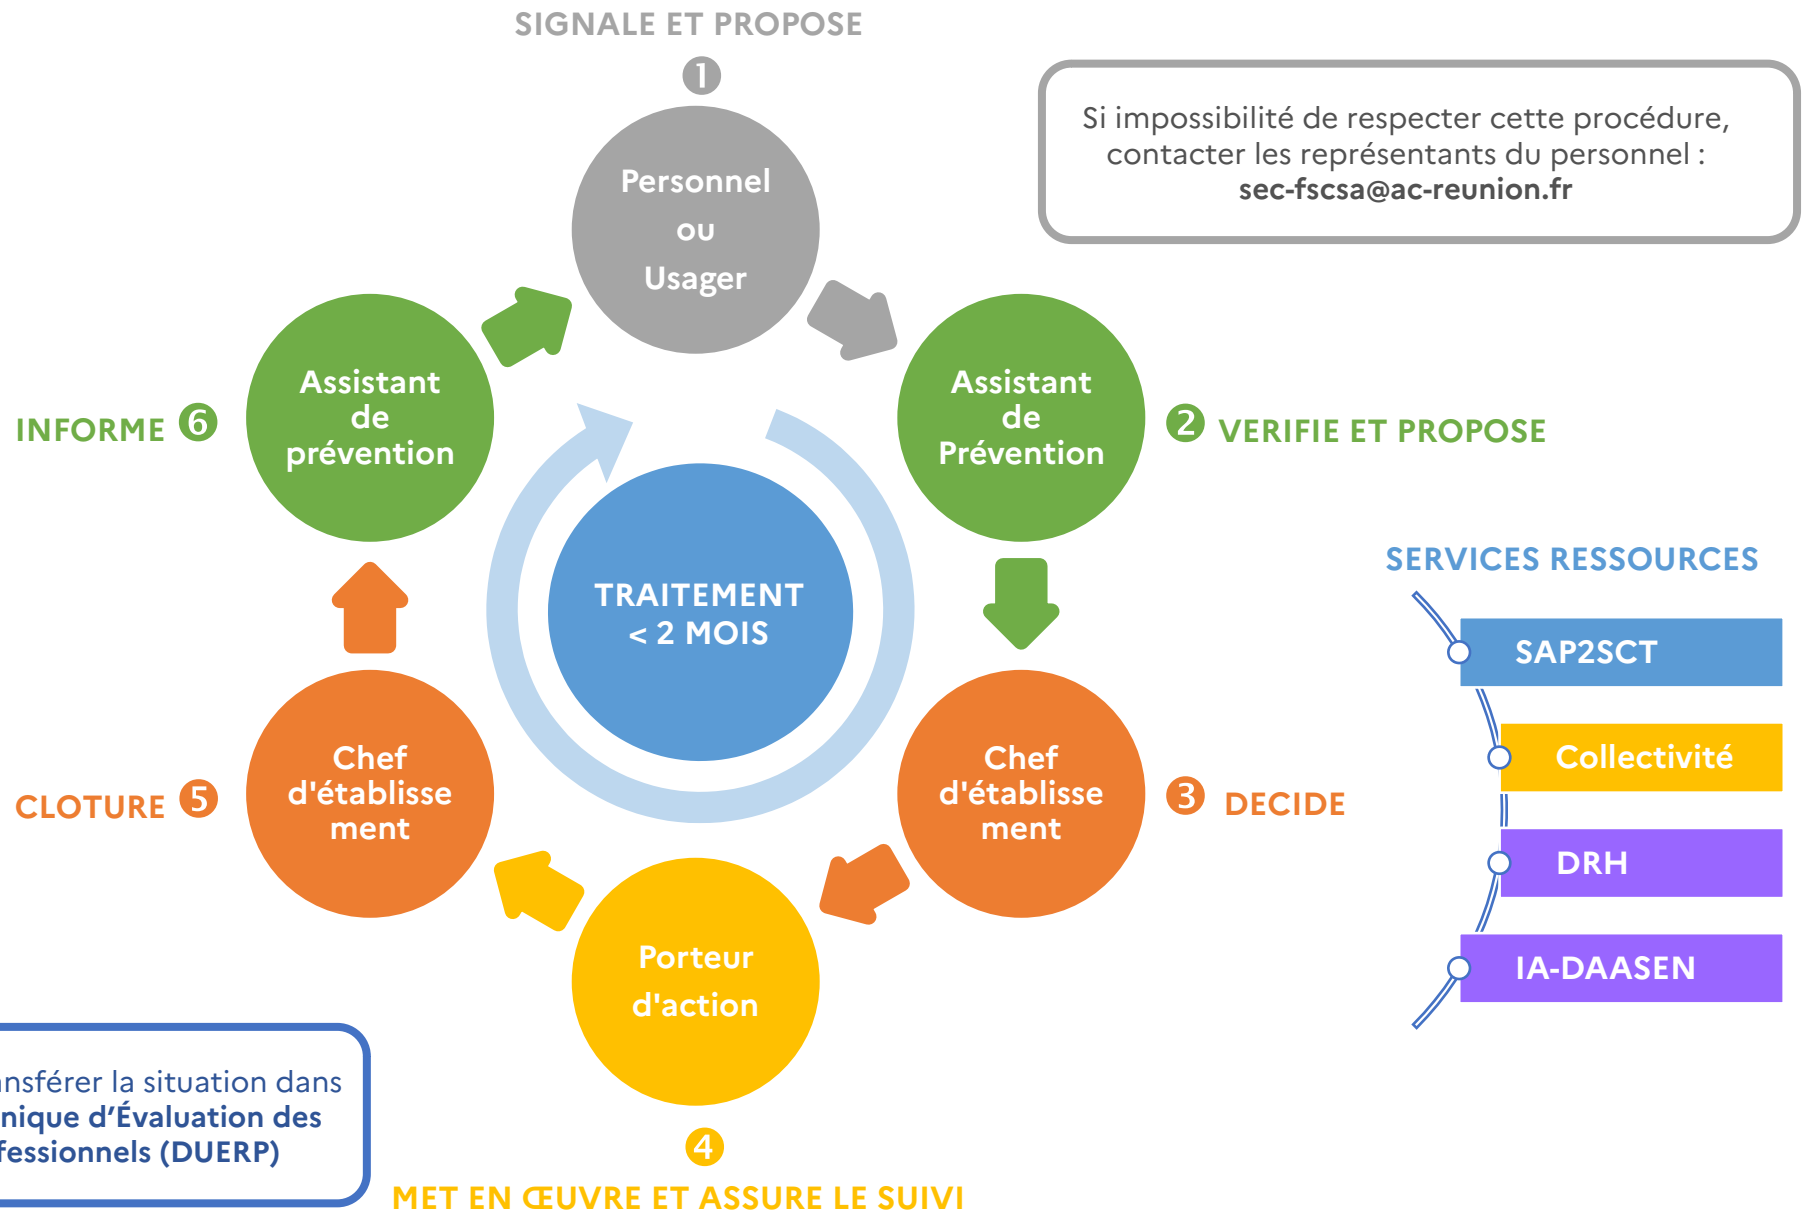 SIGNALE ET PROPOSE
1
Personnel
ou
Usager
Si impossibilité de respecter cette procédure,
contacter les représentants du personnel :
sec-fscsa@ac-reunion.fr
Assistant
de
Prévention
2 VERIFIE ET PROPOSE
Chef
d'établisse
ment
3 DECIDE
Porteur
d'action
4
MET EN ŒUVRE ET ASSURE LE SUIVI
Chef
d'établisse
ment
CLOTURE 5
Assistant
de
prévention
INFORME 6
TRAITEMENT
< 2 MOIS
SERVICES RESSOURCES
SAP2SCT
Collectivité
DRH
IA-DAASEN
la situation dans
d’Évaluation des
(DUERP)